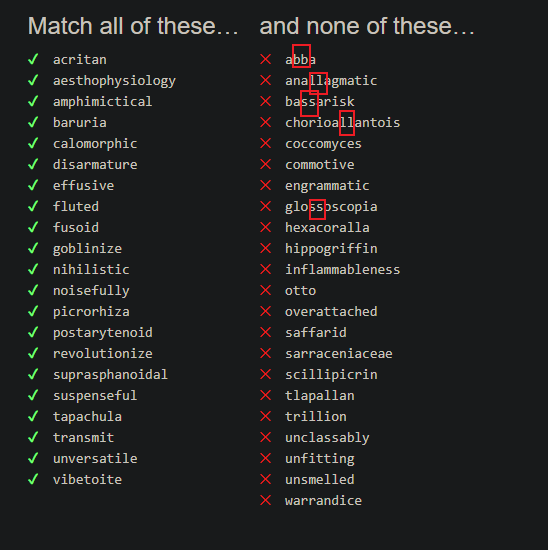 Match all of these…
and none of these…
acritan
abba
aesthophysiology
anallagmatic
amphimictical
bassarisk
baruria
chorioallantois
calomorphic
coccomyces
disarmature
commotive
effusive
engrammatic
fluted
glossoscopia
fusoid
hexacoralla
goblinize
hippogriffin
nihilistic
inflammableness
noisefully
otto
picrorhiza
overattached
postarytenoid
saffarid
revolutionize
sarraceniaceae
suprasphanoidal
scillipicrin
suspenseful
tlapallan
tapachula
trillion
transmit
unclassably
unversatile
unfitting
vibetoite
unsmelled
warrandice